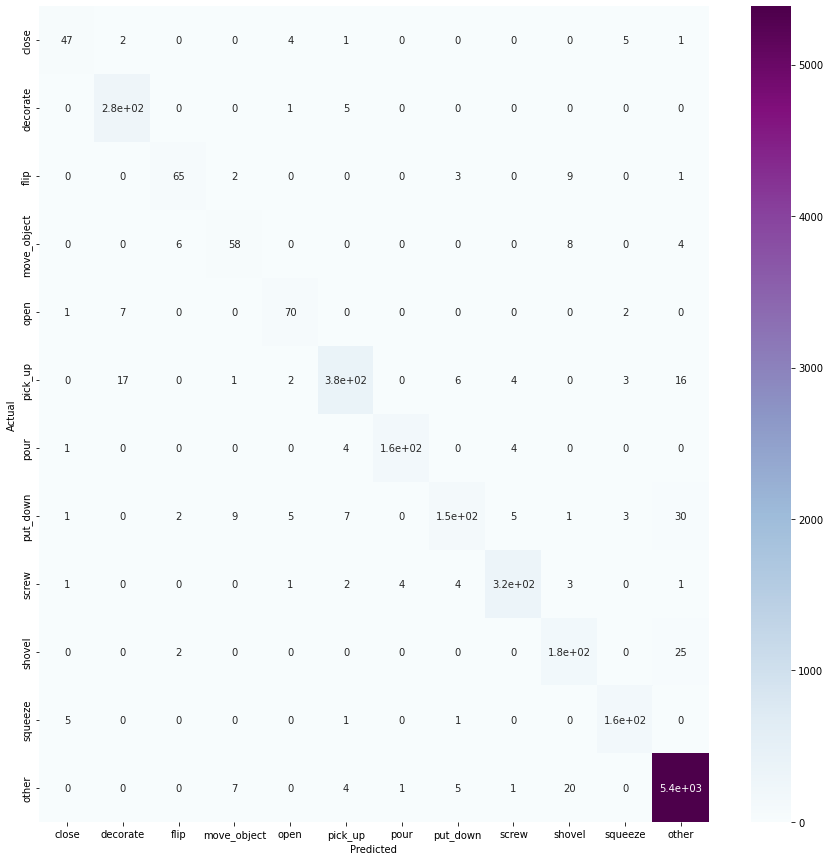 close 47 2 0 0 4 1 0 0 0 0 5 1
decorate 0 2.8e+02 0 0 1 5 0 0 0 0 0 0
flip 0 0 65 2 0 0 0 3 0 9 0 1
move_object 0 0 6 58 0 0 0 0 0 8 0 4
open 1 7 0 0 70 0 0 0 0 0 2 0
pick_up 0 17 0 1 2 3.8e+02 0 6 4 0 3 16
Actual
pour 1 0 0 0 0 4 1.6e+02 0 4 0 0 0
put_down 1 0 2 9 5 7 0 1.5e+02 5 1 3 30
screw 1 0 0 0 1 2 4 4 3.2e+02 3 0 1
shovel 0 0 2 0 0 0 0 0 0 1.8e+02 0 25
squeeze 5 0 0 0 0 1 0 1 0 0 1.6e+02 0
other 0 0 0 7 0 4 1 5 1 20 0 5.4e+03
close decorate flip move_object open pick_up pour put_down screw shovel squeeze other
Predicted
5000
4000
3000
2000
1000
0